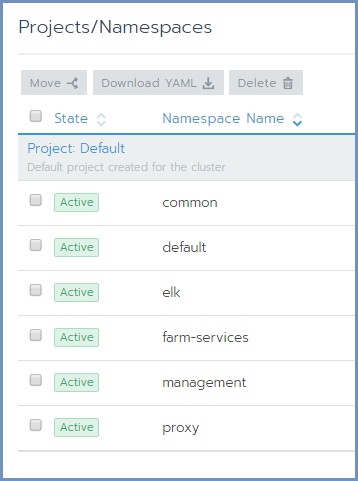 Projects/Namespaces
Move Download YAML Delete
State Namespace Name
Project: Default
Default project created for the cluster
Active common
Active default
Active elk
Active farm-services
Active management
Active proxy